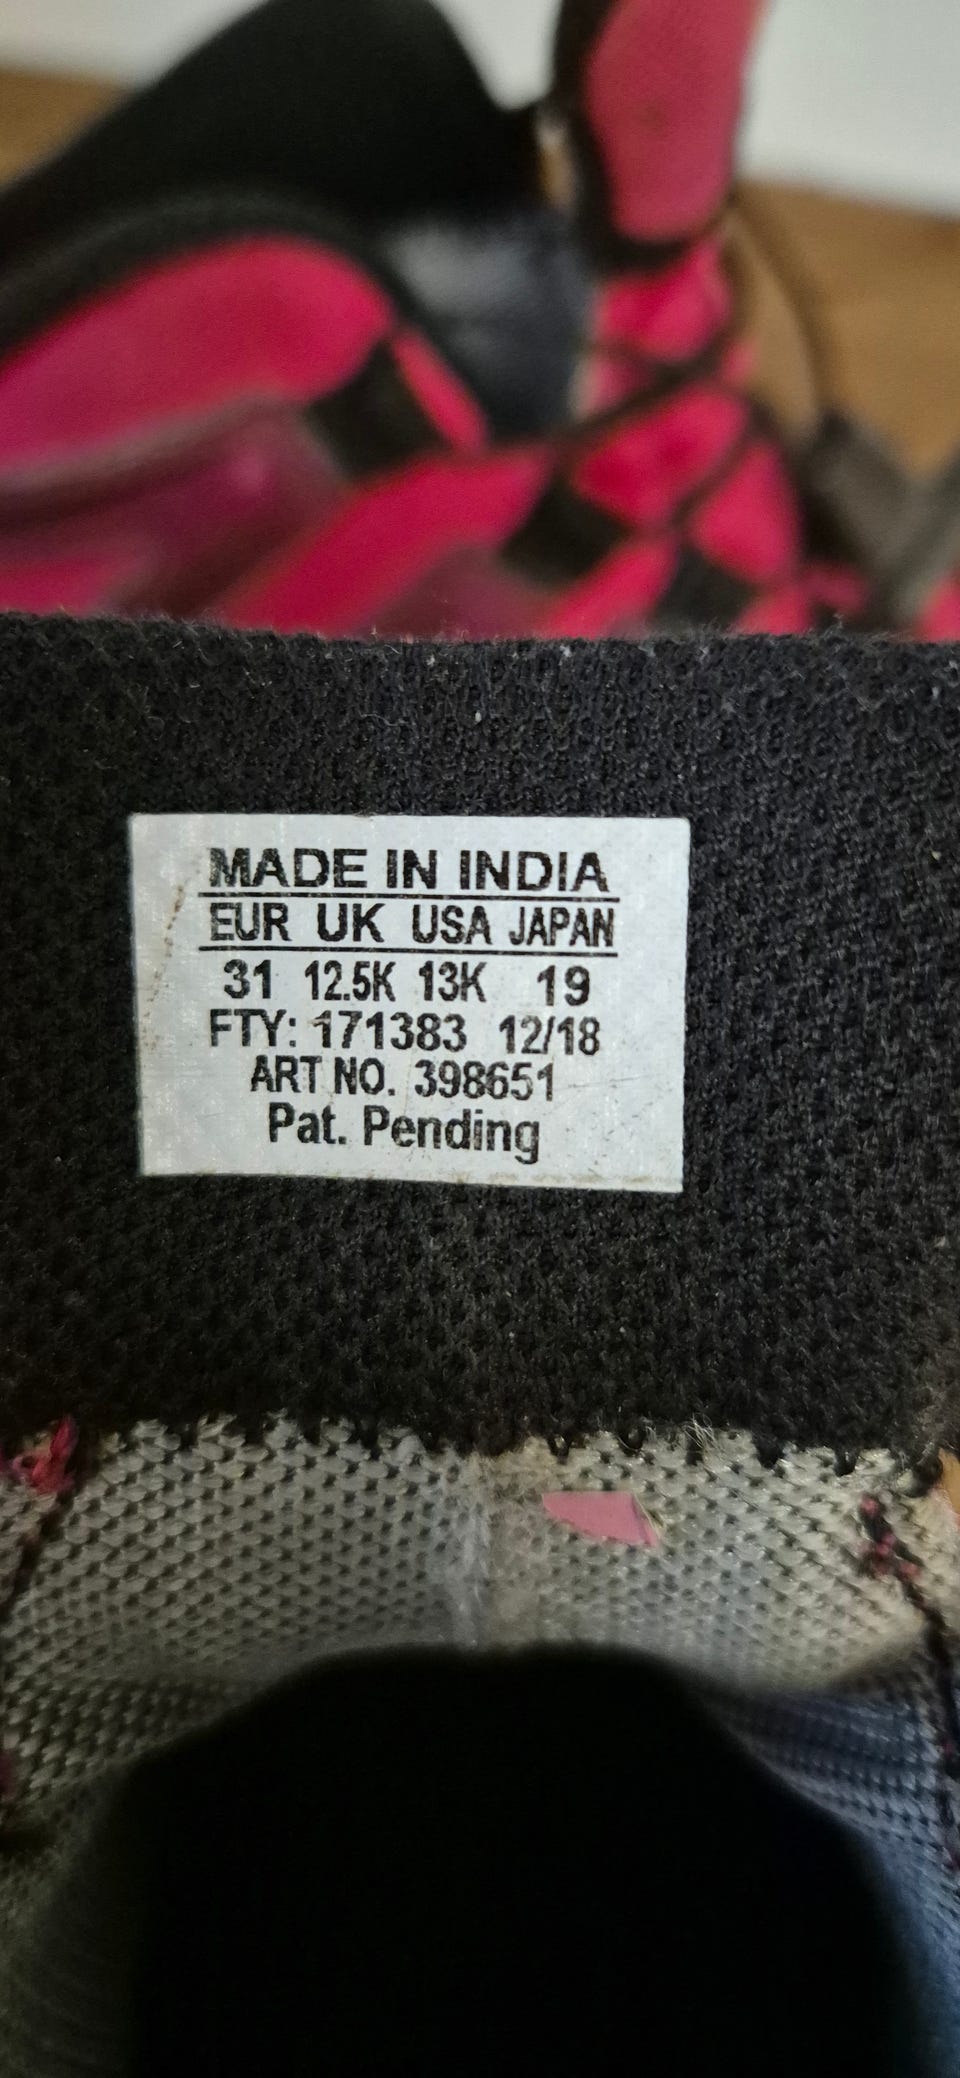 MADE IN INDIA
EUR UK USA JAPAN
31 12.5K 13K 19
FTY: 171383 12/18
ART NO. 398651
Pat. Pending